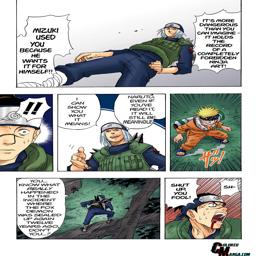 IT'S MORE
DANGEROUS
THAN YOU
CAN IMAGINE -
IT HOLDS
THE
RECORD
OF A
COMPLETELY
FORBIDDEN
NINJA
ART!
MIZUKI
USED
YOU
BECAUSE
HE
WANTS
IT FOR
HIMSELF!!
NARUTO,
EVEN IF
YOU'VE
READ IT,
IT WILL
STILL BE
MEANINGLESS
I CAN
SHOW
YOU
WHAT IT
MEANS!
!!
SH-
SHUT
UP,
YOU
FOOL!
YOU...
KNOW
WHAT
REALLY
HAPPENED
IN THE
INCIDENT
WHERE
THE FOX
DEMON
WAS SEALED
UP AGAIN
TWELVE
YEARS AGO,
DON'T
YOU...
COLORED
MANGA.COM